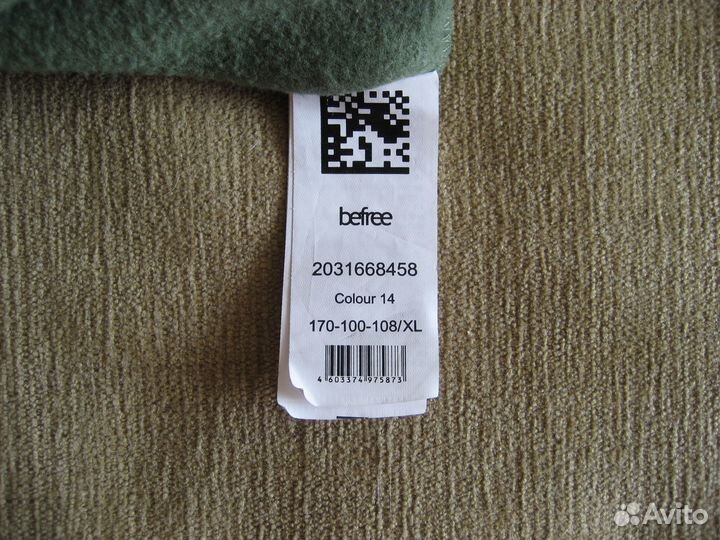 befree
2031668458
Colour 14
170-100-108/XL
4 603374 975873
Avito